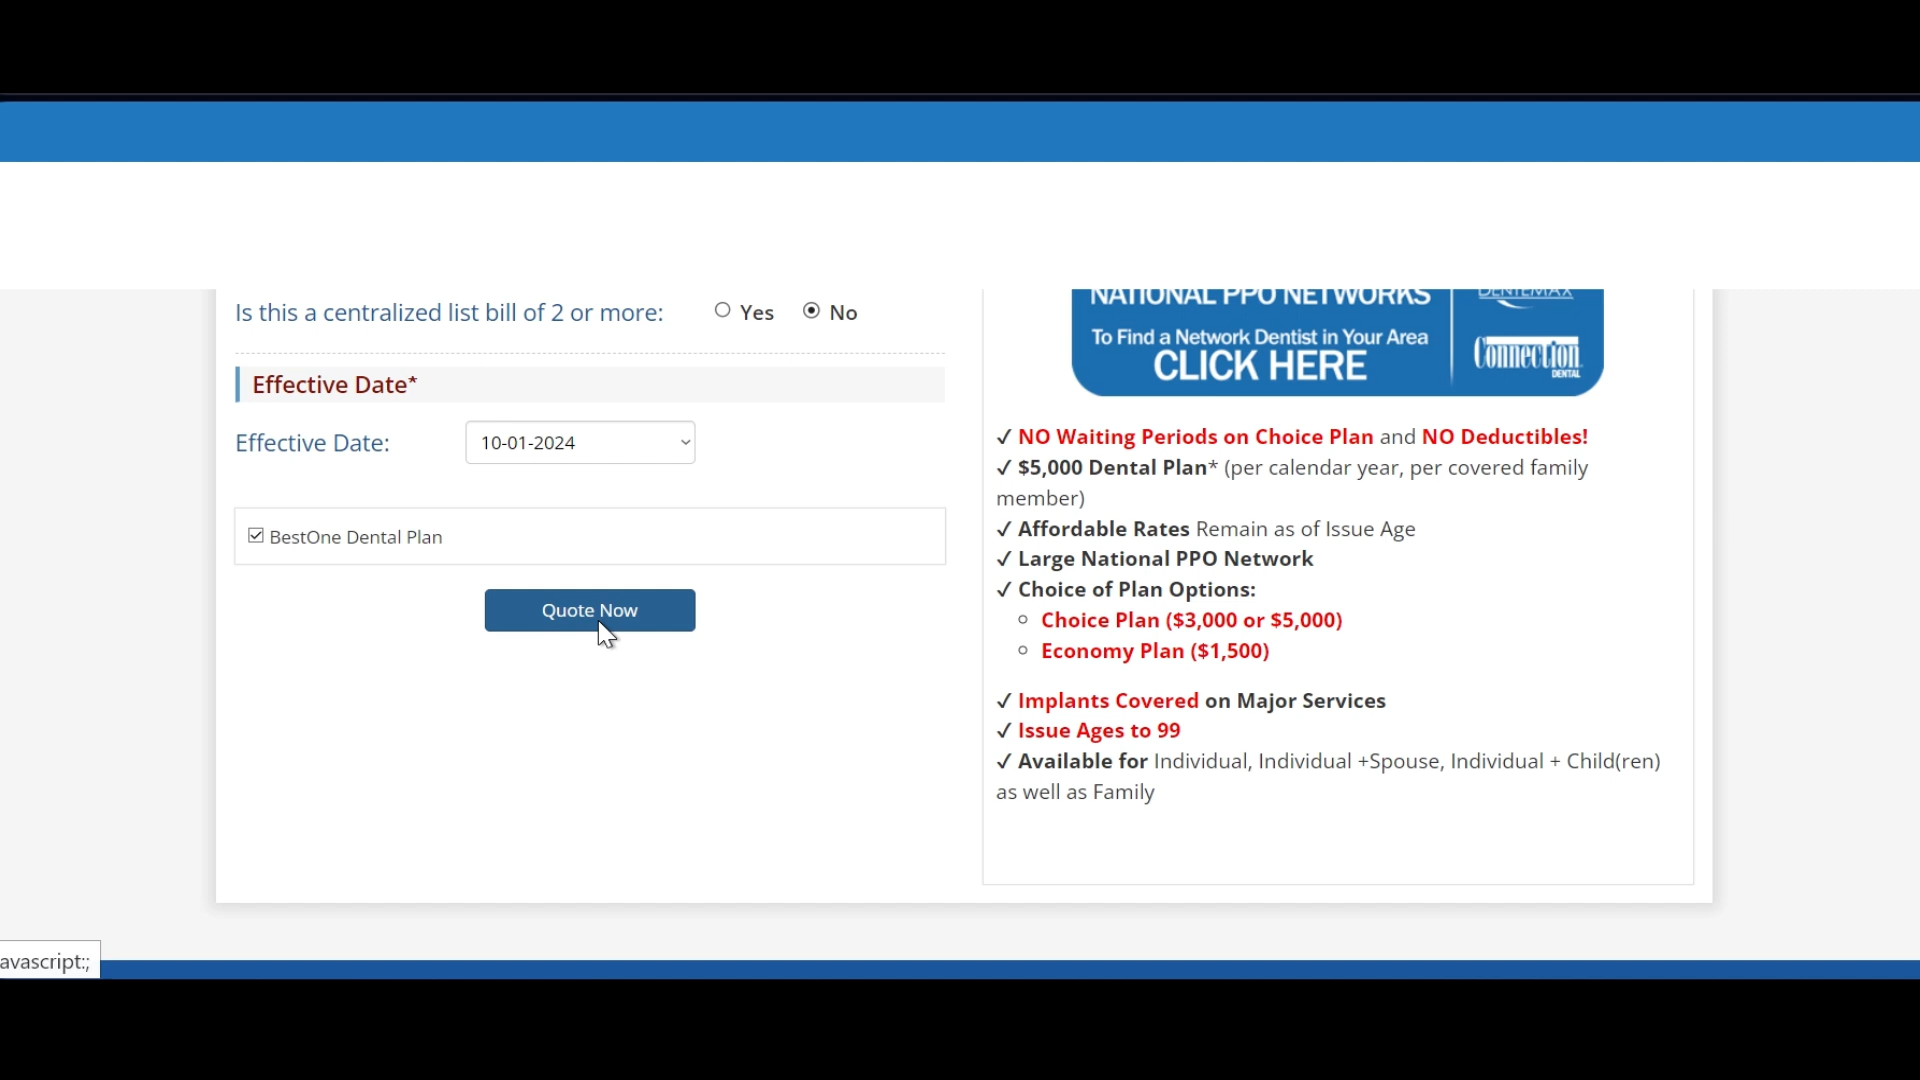 Is this a centralized list bill of 2 or more: Yes No
Effective Date*
Effective Date: 10-01-2024
BestOne Dental Plan
Quote Now
NATIONAL PPO NETWORKS
To Find a Network Dentist in Your Area
CLICK HERE
DENTEMAX
Connection
DENTAL
✓ NO Waiting Periods on Choice Plan and NO Deductibles!
✓ $5,000 Dental Plan* (per calendar year, per covered family
member)
✓ Affordable Rates Remain as of Issue Age
✓ Large National PPO Network
✓ Choice of Plan Options:
Choice Plan ($3,000 or $5,000)
Economy Plan ($1,500)
✓ Implants Covered on Major Services
✓ Issue Ages to 99
✓ Available for Individual, Individual +Spouse, Individual + Child(ren)
as well as Family
avascript:;